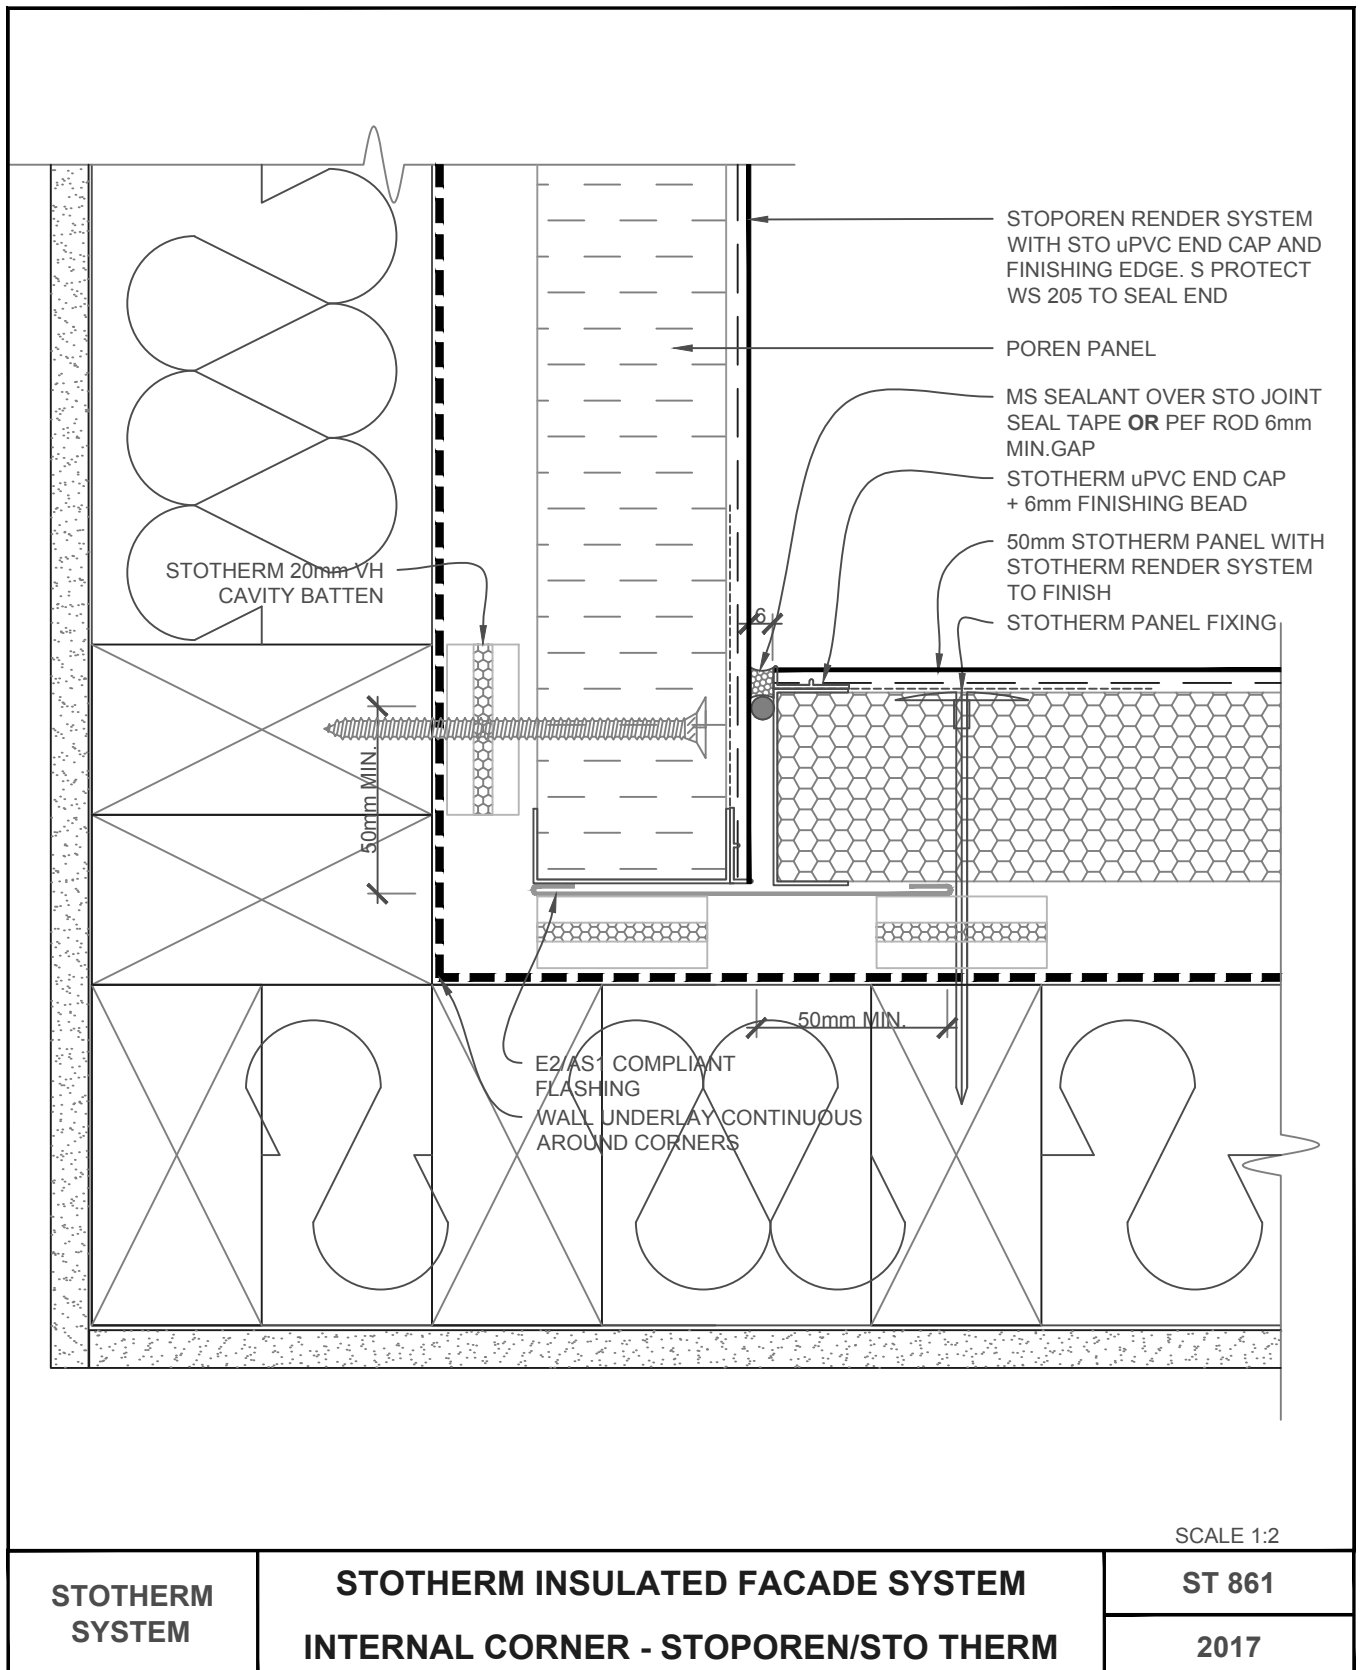 STOPOREN RENDER SYSTEM
WITH STO uPVC END CAP AND
FINISHING EDGE. S PROTECT
WS 205 TO SEAL END
POREN PANEL
MS SEALANT OVER STO JOINT
SEAL TAPE OR PEF ROD 6mm
MIN.GAP
STOTHERM uPVC END CAP
+ 6mm FINISHING BEAD
50mm STOTHERM PANEL WITH
STOTHERM RENDER SYSTEM
TO FINISH
STOTHERM PANEL FIXING
STOTHERM 20mm VH
CAVITY BATTEN
6
50mm MIN.
50mm MIN.
E2/AS1 COMPLIANT
FLASHING
WALL UNDERLAY CONTINUOUS
AROUND CORNERS
SCALE 1:2
STOTHERM
SYSTEM
STOTHERM INSULATED FACADE SYSTEM
INTERNAL CORNER - STOPOREN/STO THERM
ST 861
2017